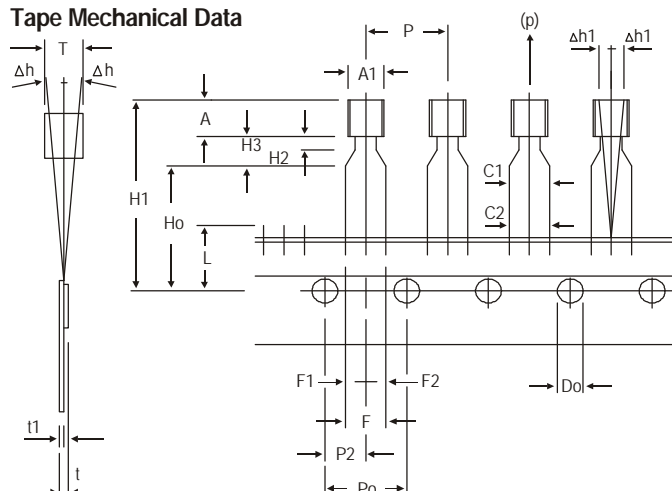 Tape Mechanical Data
T
Δh
Δh
P
(p)
Δh1
Δh1
A1
A
H3
H2
H1
Ho
L
C1
C2
F1
F2
Do
t1
F
P2
t
Po